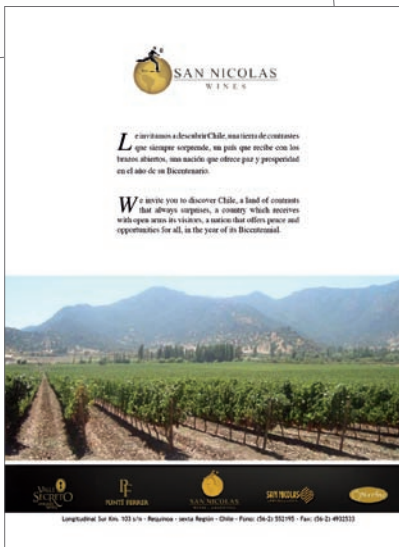 SAN NICOLAS
WINES
Le invitamos a descubrir Chile, una tierra de contrastes
que siempre sorprende, un país que recibe con los
brazos abiertos, una nación que ofrece paz y prosperidad
en el año de su Bicentenario.
We invite you to discover Chile, a land of contrasts
that always surprises, a country which receives
with open arms its visitors, a nation that offers peace and
opportunities for all, in the year of its Bicentennial.
VALLE SECRETO
PF
PONTE FERRER
SAN NICOLAS
SAN NICOLAS
Longitudinal Sur Km. 103 s/n - Requinoa - sexta Región - Chile - Fono: (56-2) 552195 - Fax: (56-2) 4932533